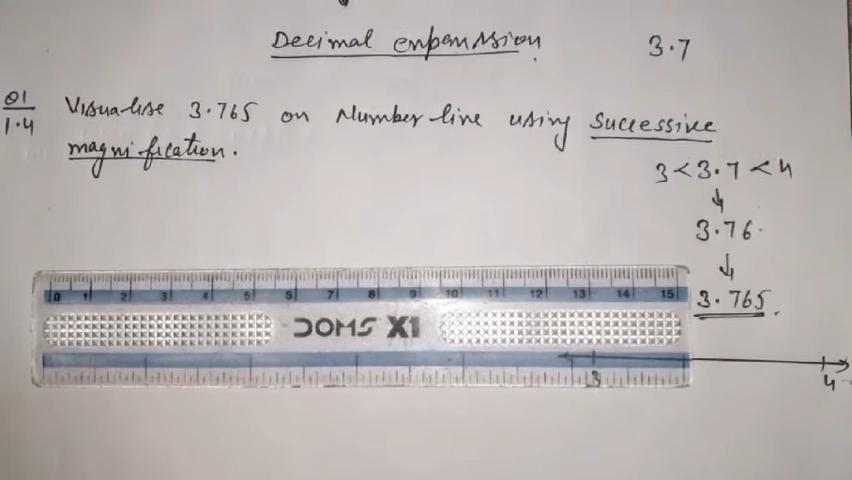 Decimal expansion
3.7
Q1
1.4
Visualise 3.765 on Number line using Successive
magnification.
3 < 3.7 < 4
↓
3.76
↓
3.765
0 1 2 3 4 5 6 7 8 9 10 11 12 13 14 15
DOMS X1
3
4